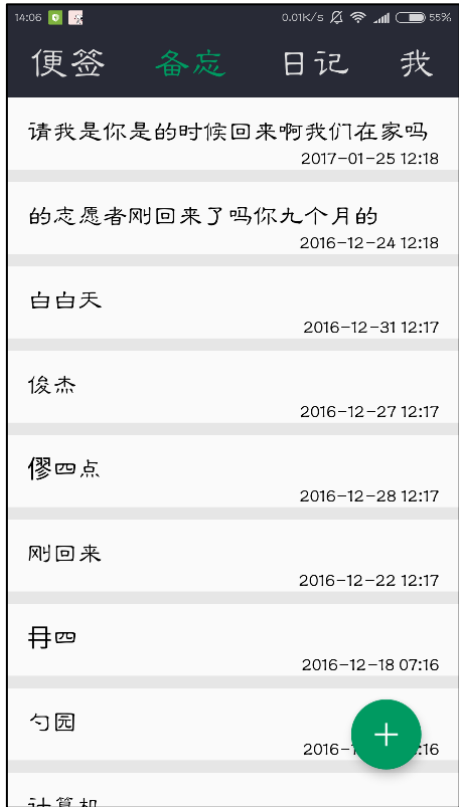 14:06 0.01K/s 55%
便签 备忘 日记 我
请我是你是的时候回来啊我们在家吗
2017-01-25 12:18
的志愿者刚回来了吗你九个月的
2016-12-24 12:18
白白天
2016-12-31 12:17
俊杰
2016-12-27 12:17
僇四点
2016-12-28 12:17
刚回来
2016-12-22 12:17
冄四
2016-12-18 07:16
勺园
2016-1 :16
计算机